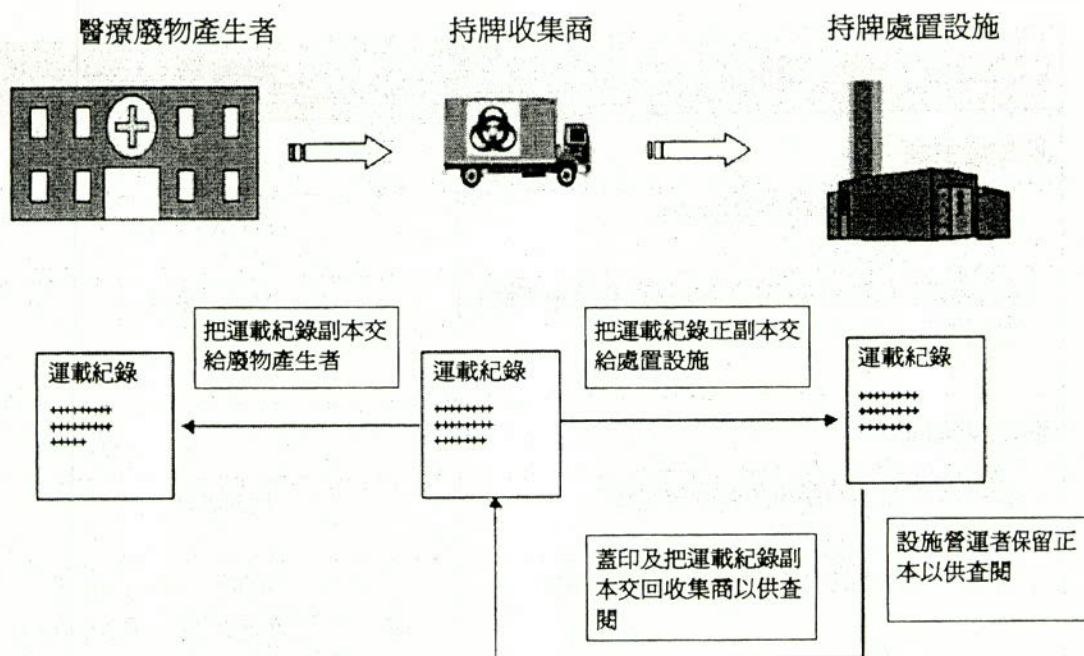 醫療廢物產生者
持牌收集商
持牌處置設施
把運載紀錄副本交
給廢物產生者
把運載紀錄正副本交
給處置設施
運載紀錄
++++++++
++++++++
+++++
運載紀錄
++++++++
++++++++
+++++++
運載紀錄
++++++++
++++++++
+++++++
蓋印及把運載紀錄副
本交回收集商以供查
閱
設施營運者保留正
本以供查閱